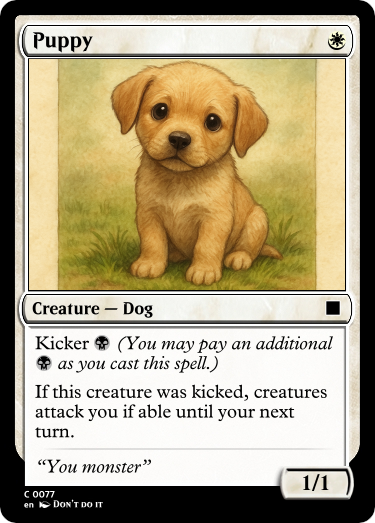 Puppy
Creature — Dog
Kicker (You may pay an additional
as you cast this spell.)
If this creature was kicked, creatures
attack you if able until your next
turn.
“You monster”
1/1
C 0077
en DON'T DO IT